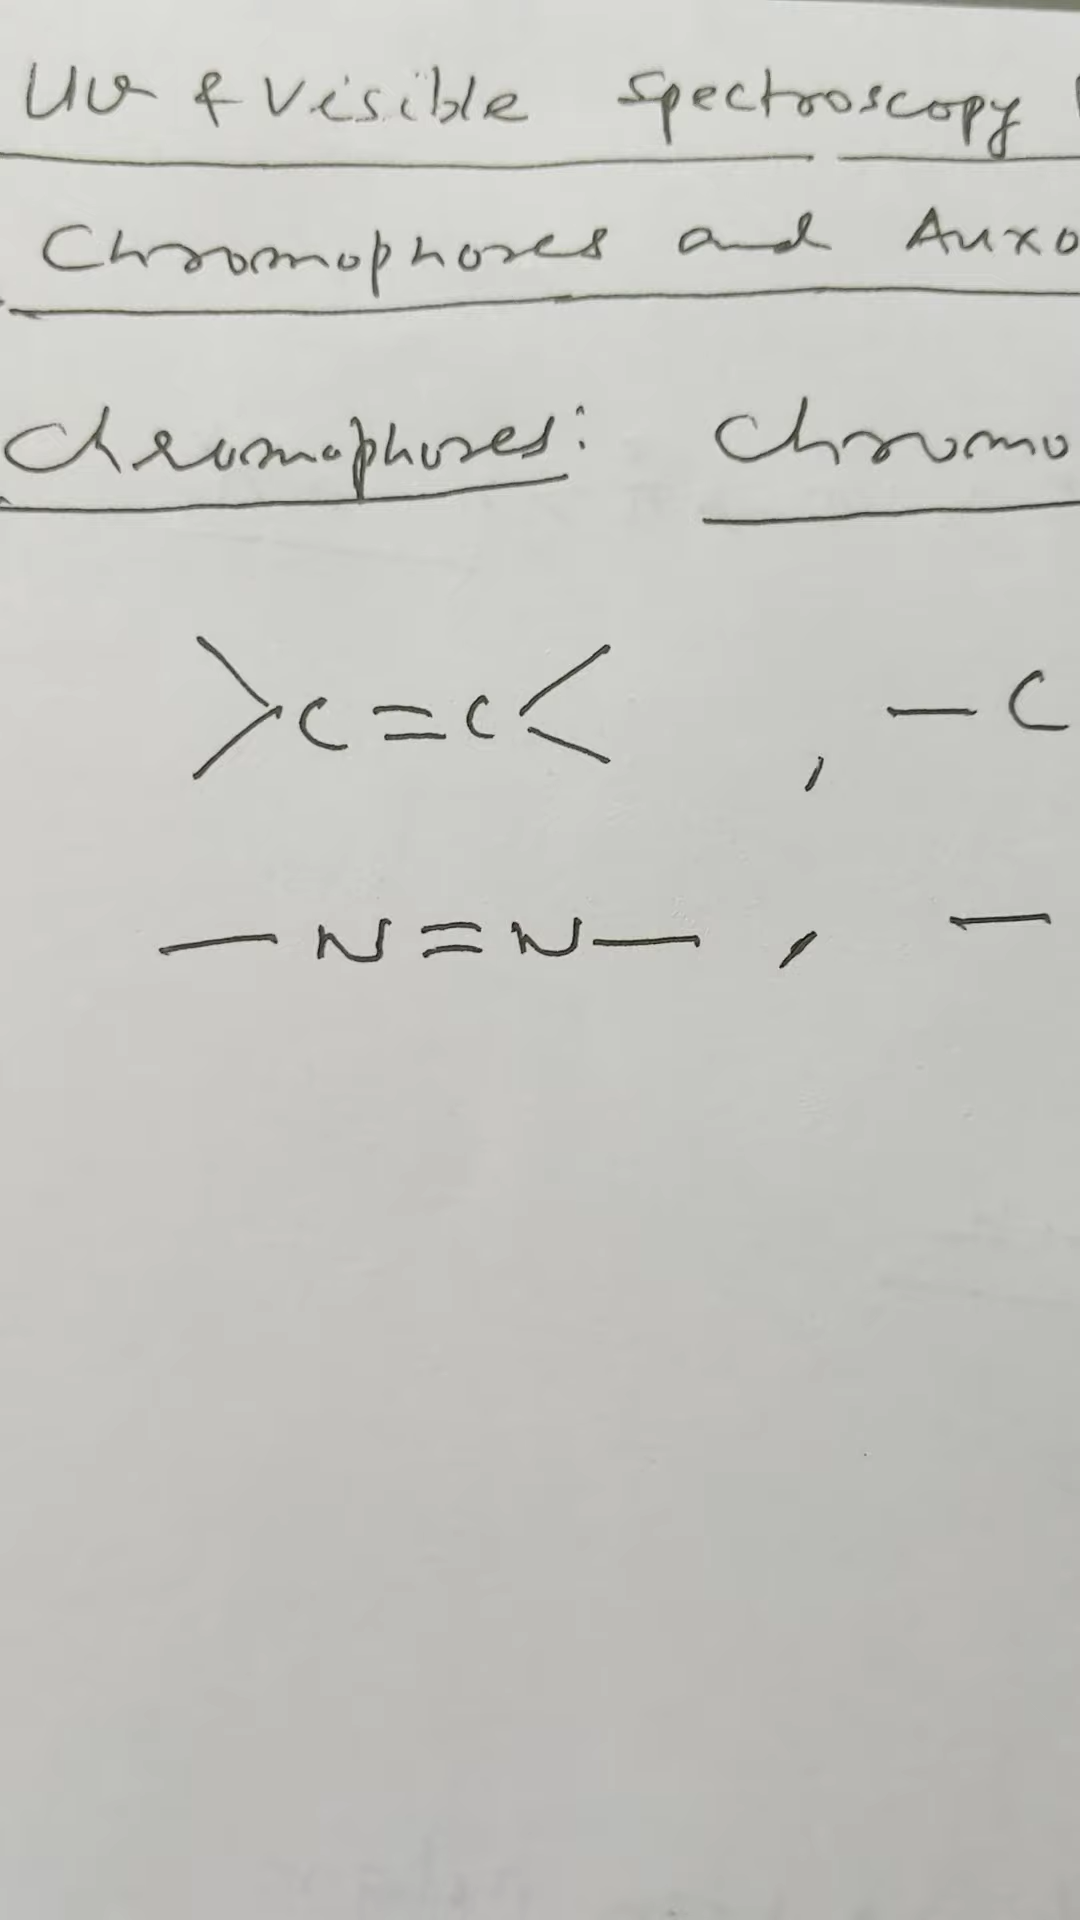 UV & Visible Spectroscopy
Chromophores and Auxo
Chromophores: Chromo
>C=C< , -C
-N=N- , -